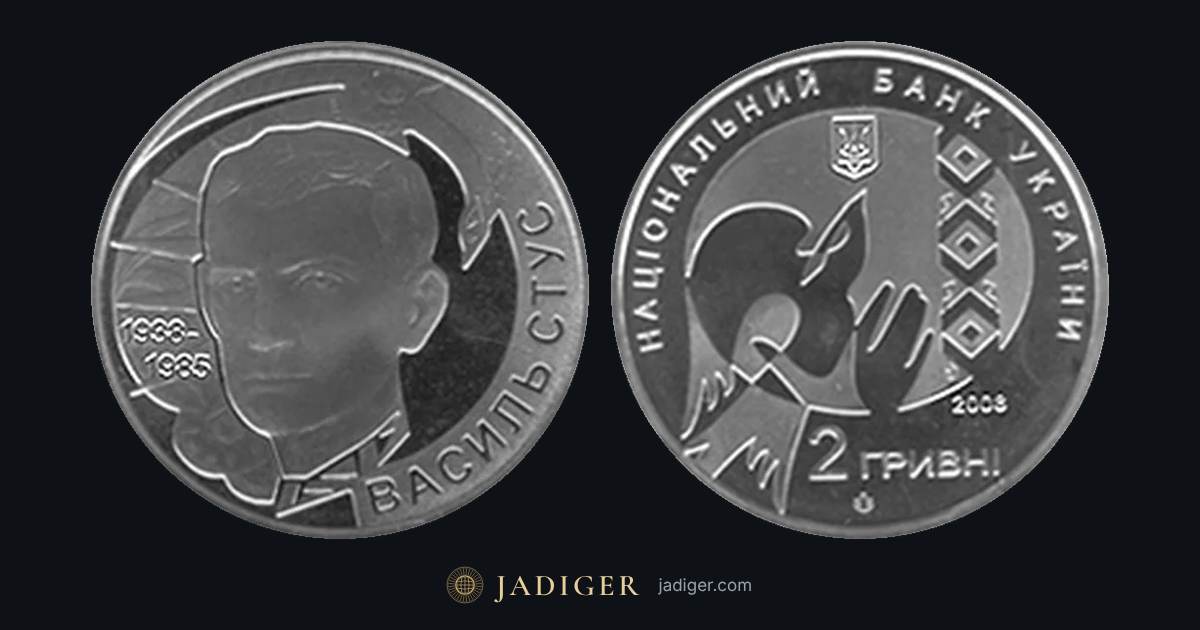 1938-
1985
ВАСИЛЬ СТУС
НАЦІОНАЛЬНИЙ БАНК УКРАЇНИ
2008
2 ГРИВНІ
JADIGER jadiger.com